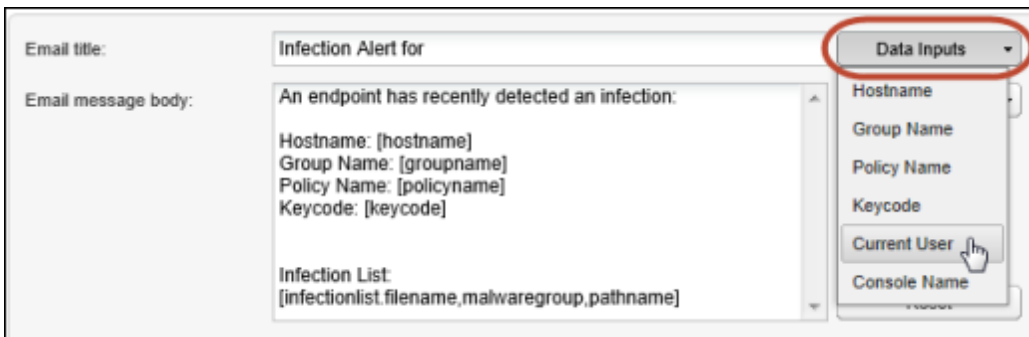 Email title:
Infection Alert for
Data Inputs
Email message body:
An endpoint has recently detected an infection:
Hostname: [hostname]
Group Name: [groupname]
Policy Name: [policyname]
Keycode: [keycode]
Infection List:
[infectionlist.filename,malwaregroup,pathname]
Hostname
Group Name
Policy Name
Keycode
Current User
Console Name